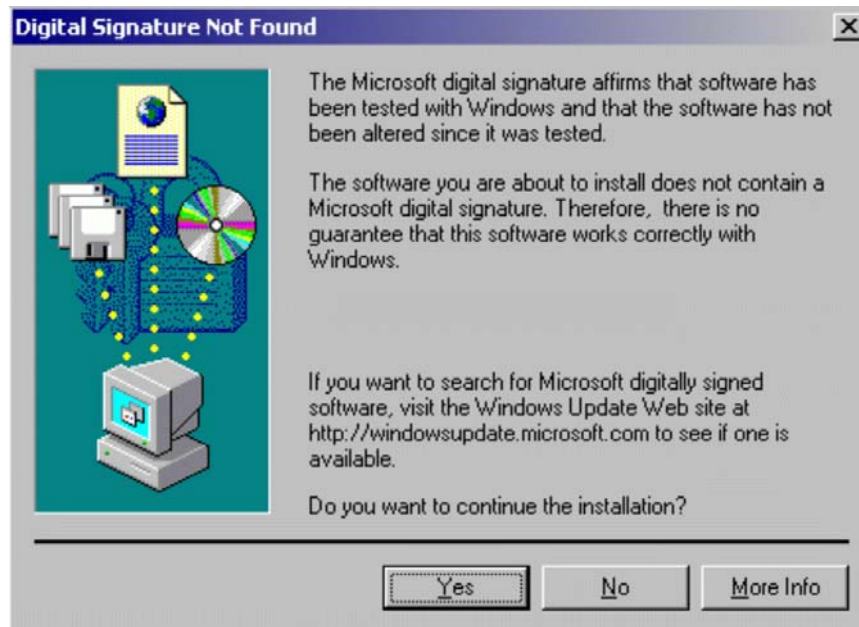 Digital Signature Not Found
The Microsoft digital signature affirms that software has
been tested with Windows and that the software has not
been altered since it was tested.
The software you are about to install does not contain a
Microsoft digital signature. Therefore, there is no
guarantee that this software works correctly with
Windows.
If you want to search for Microsoft digitally signed
software, visit the Windows Update Web site at
http://windowsupdate.microsoft.com to see if one is
available.
Do you want to continue the installation?
Yes No More Info